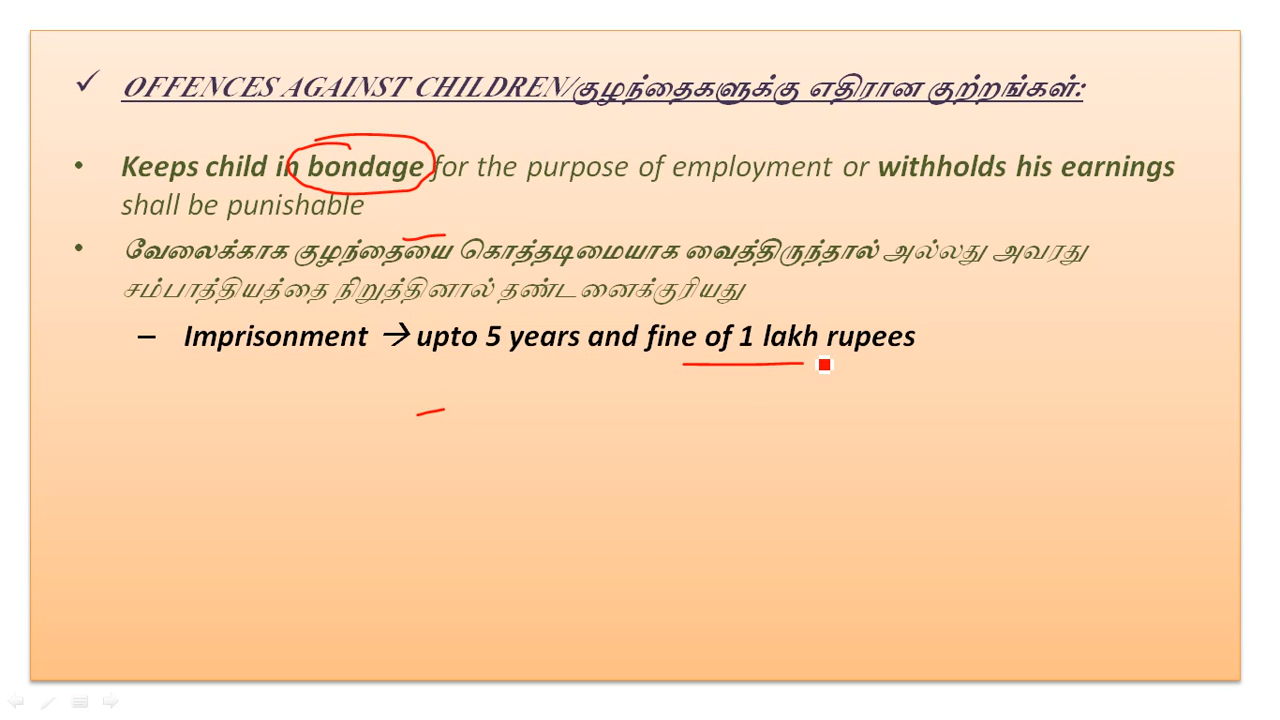 ✓ OFFENCES AGAINST CHILDREN/குழந்தைகளுக்கு எதிரான குற்றங்கள்:
• Keeps child in bondage for the purpose of employment or withholds his earnings
shall be punishable
• வேலைக்காக குழந்தையை கொத்தடிமையாக வைத்திருந்தால் அல்லது அவரது
சம்பாத்தியத்தை நிறுத்தினால் தண்டனைக்குரியது
– Imprisonment → upto 5 years and fine of 1 lakh rupees